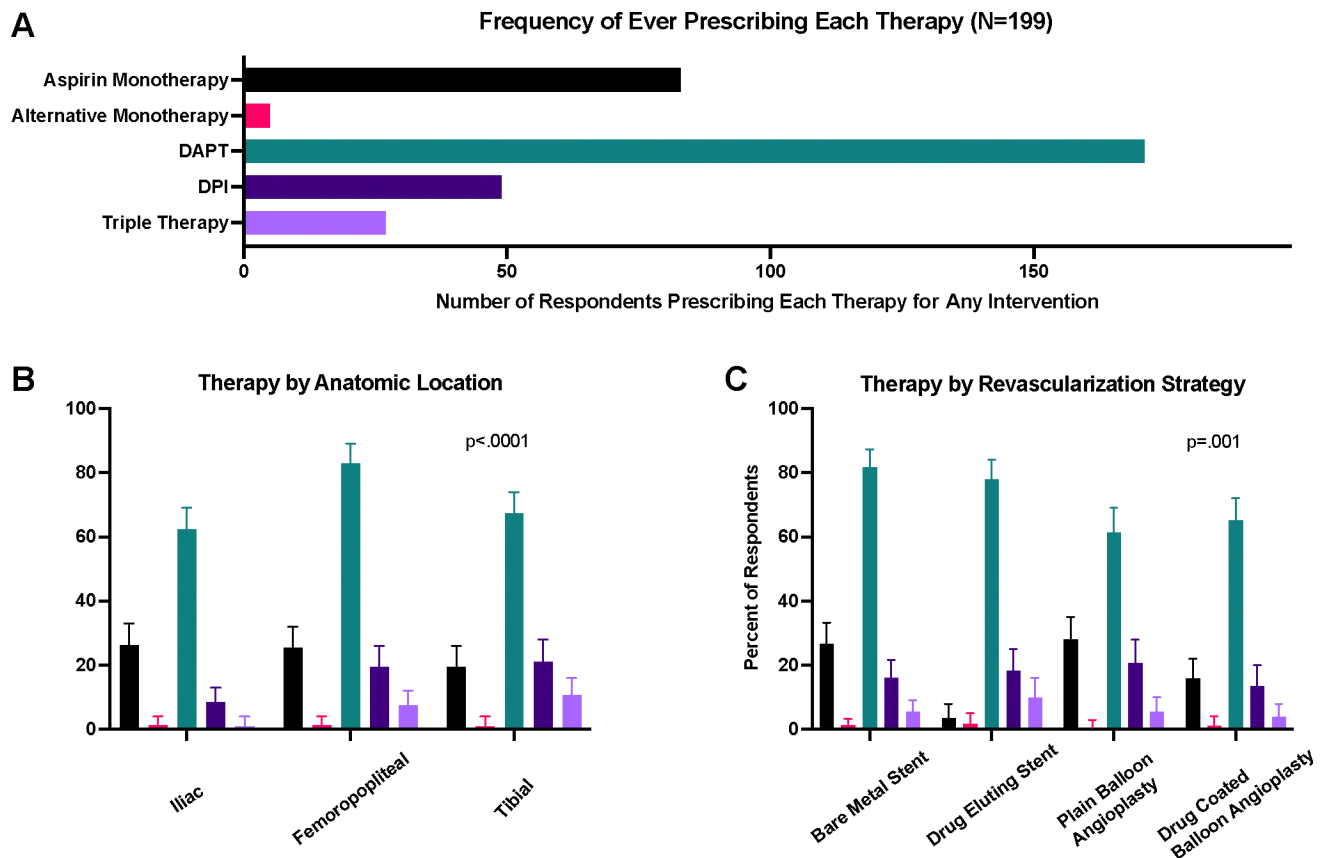 A
Frequency of Ever Prescribing Each Therapy (N=199)
Aspirin Monotherapy
Alternative Monotherapy
DAPT
DPI
Triple Therapy
0 50 100 150
Number of Respondents Prescribing Each Therapy for Any Intervention
B
Therapy by Anatomic Location
100
80
60
40
20
0
p<.0001
Iliac
Femoropopliteal
Tibial
C
Therapy by Revascularization Strategy
Percent of Respondents
100
80
60
40
20
0
p=.001
Bare Metal Stent
Drug Eluting Stent
Plain Balloon
Angioplasty
Drug Coated
Balloon Angioplasty